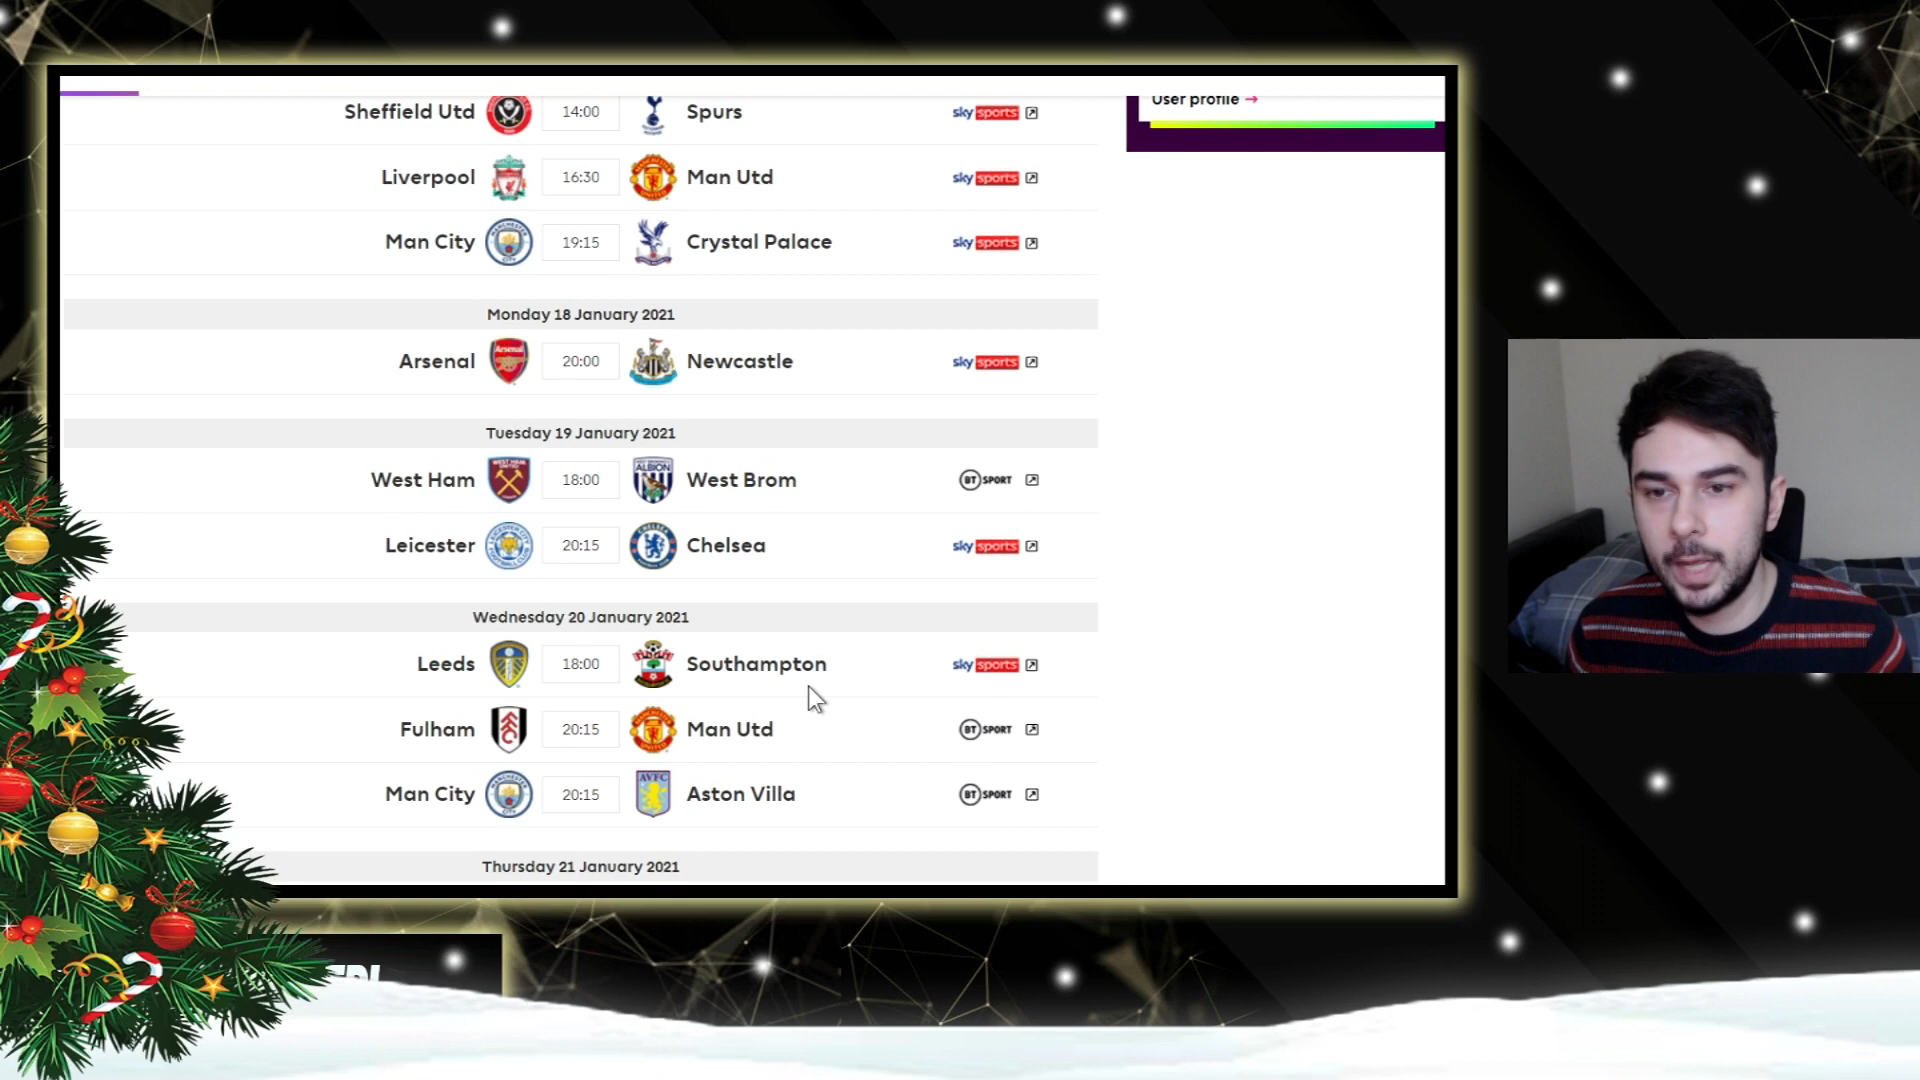 User profile →
Sheffield Utd 14:00 Spurs sky sports
Liverpool 16:30 Man Utd sky sports
Man City 19:15 Crystal Palace sky sports
Monday 18 January 2021
Arsenal 20:00 Newcastle sky sports
Tuesday 19 January 2021
West Ham 18:00 West Brom BT SPORT
Leicester 20:15 Chelsea sky sports
Wednesday 20 January 2021
Leeds 18:00 Southampton sky sports
Fulham 20:15 Man Utd BT SPORT
Man City 20:15 Aston Villa BT SPORT
Thursday 21 January 2021